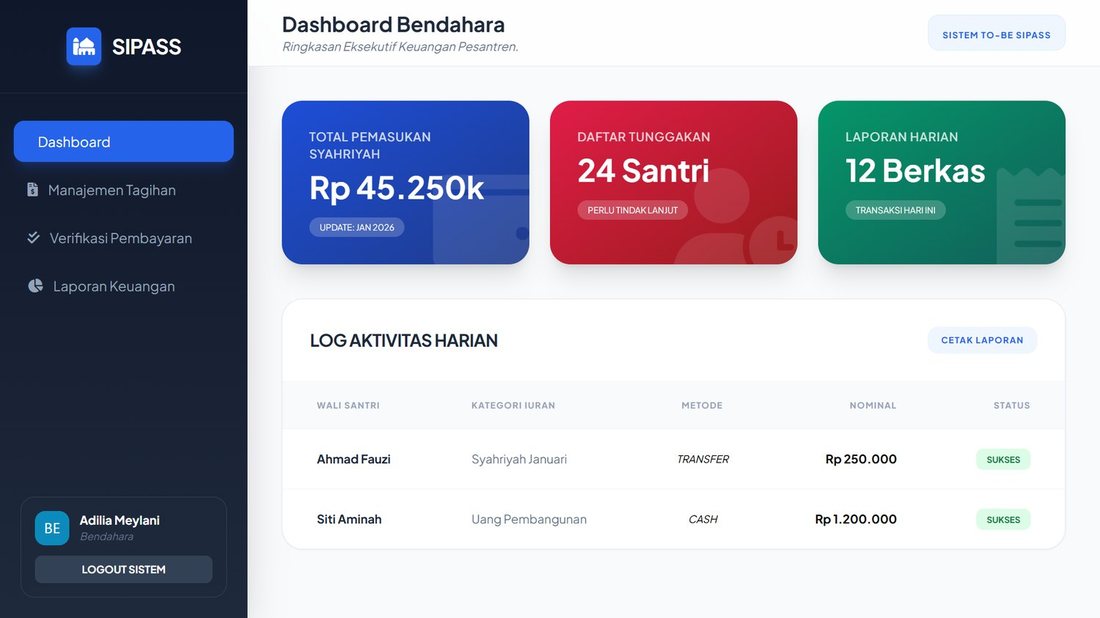 SIPASS
Dashboard
Manajemen Tagihan
Verifikasi Pembayaran
Laporan Keuangan
BE
Adilia Meylani
Bendahara
LOGOUT SISTEM
Dashboard Bendahara
Ringkasan Eksekutif Keuangan Pesantren.
SISTEM TO-BE SIPASS
TOTAL PEMASUKAN
SYAHRIYAH
Rp 45.250k
UPDATE: JAN 2026
DAFTAR TUNGGAKAN
24 Santri
PERLU TINDAK LANJUT
LAPORAN HARIAN
12 Berkas
TRANSAKSI HARI INI
LOG AKTIVITAS HARIAN
CETAK LAPORAN
WALI SANTRI KATEGORI IURAN METODE NOMINAL STATUS
Ahmad Fauzi Syahriyah Januari TRANSFER Rp 250.000 SUKSES
Siti Aminah Uang Pembangunan CASH Rp 1.200.000 SUKSES